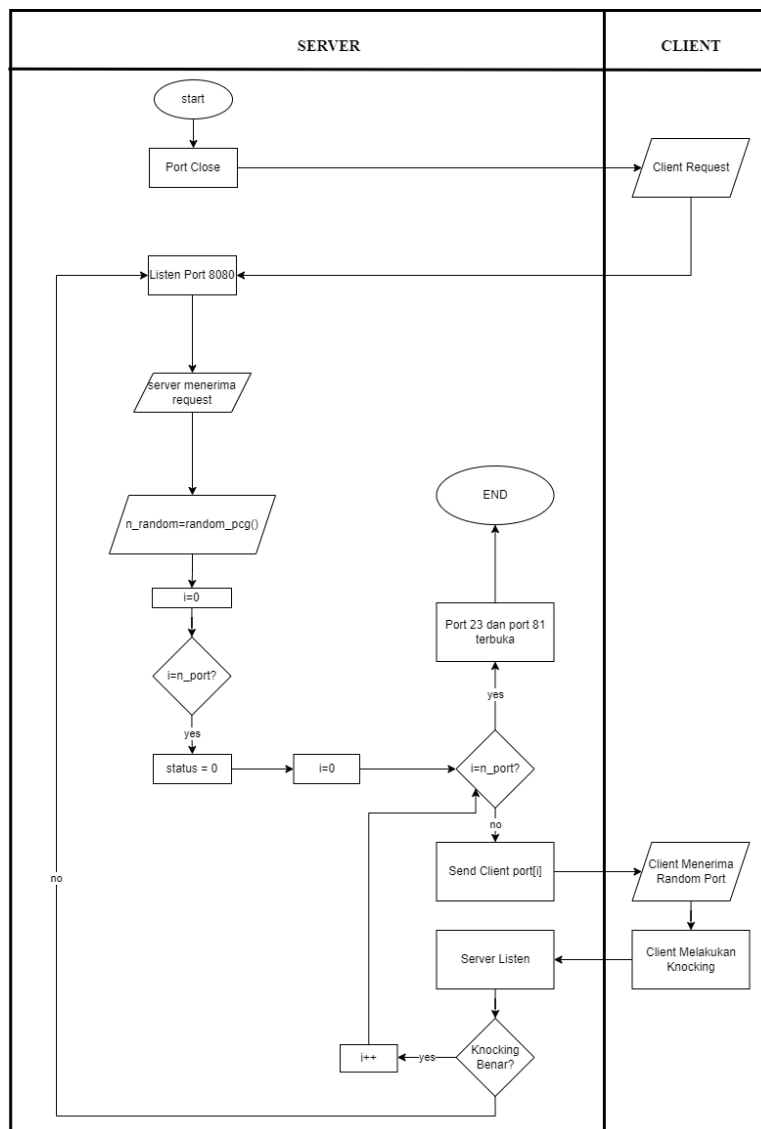 SERVER
CLIENT
start
Port Close
Client Request
Listen Port 8080
server menerima
request
n_random=random_pcg()
END
i=0
Port 23 dan port 81
terbuka
i=n_port?
yes
yes
status = 0
i=0
i=n_port?
no
Send Client port[i]
Client Menerima
Random Port
no
Server Listen
Client Melakukan
Knocking
i++
yes
Knocking
Benar?